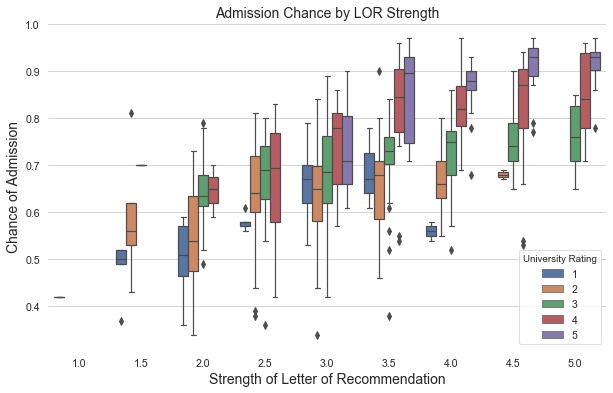 Admission Chance by LOR Strength
Chance of Admission
1.0
0.9
0.8
0.7
0.6
0.5
0.4
1.0 1.5 2.0 2.5 3.0 3.5 4.0 4.5 5.0
Strength of Letter of Recommendation
University Rating
1
2
3
4
5